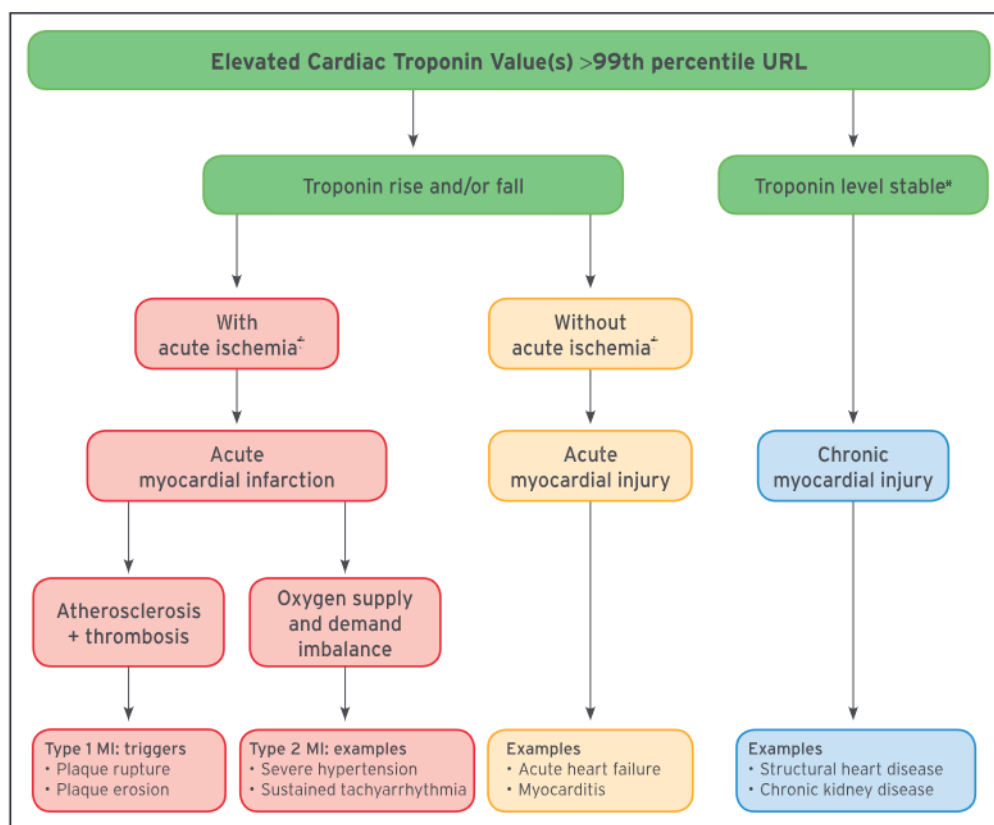 Elevated Cardiac Troponin Value(s) >99th percentile URL
Troponin rise and/or fall
Troponin level stable*
With
acute ischemia
Without
acute ischemia
Acute
myocardial infarction
Acute
myocardial injury
Chronic
myocardial injury
Atherosclerosis
+ thrombosis
Oxygen supply
and demand
imbalance
Type 1 MI: triggers
• Plaque rupture
• Plaque erosion
Type 2 MI: examples
• Severe hypertension
• Sustained tachyarrhythmia
Examples
• Acute heart failure
• Myocarditis
Examples
• Structural heart disease
• Chronic kidney disease